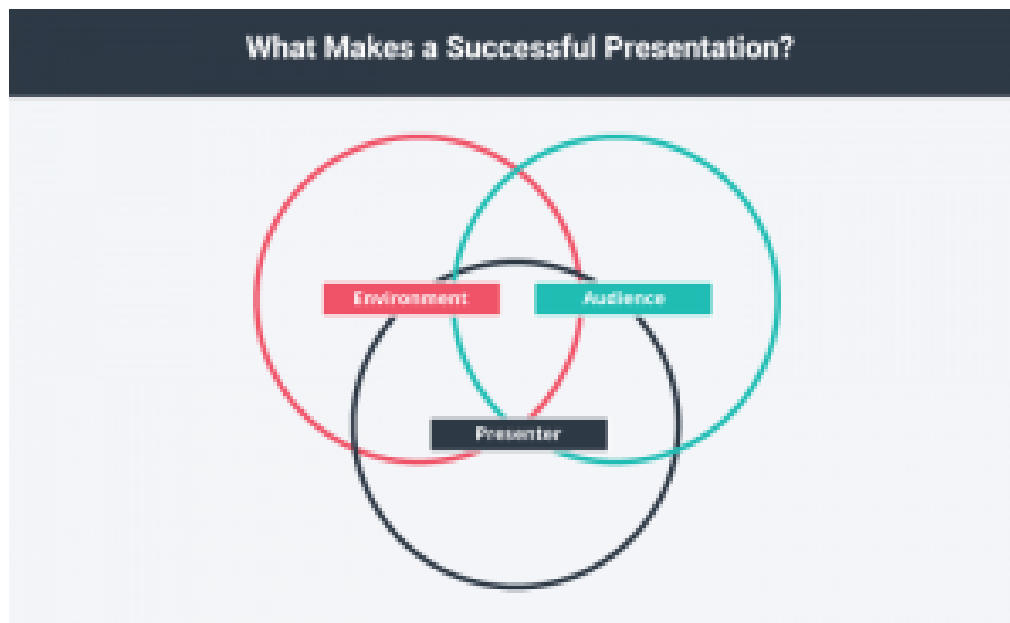 What Makes a Successful Presentation?
Environment
Audience
Presenter